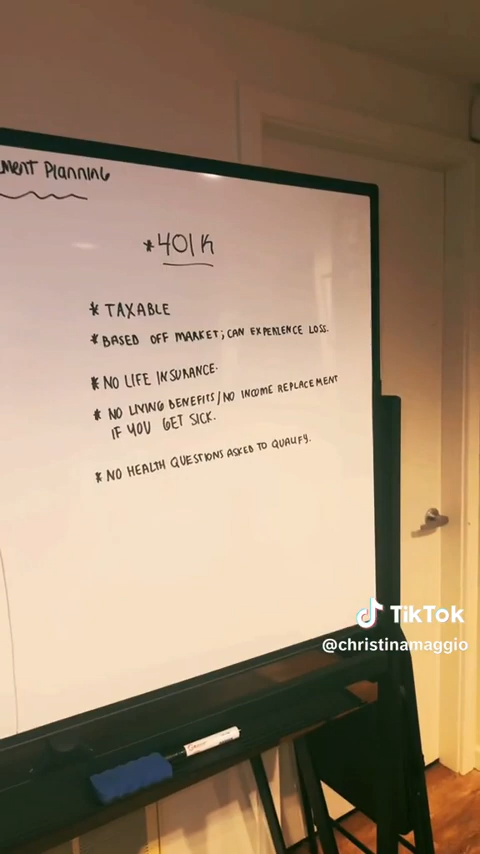 Planning
*401K
* TAXABLE
* BASED OFF MARKET; CAN EXPERIENCE LOSS.
* NO LIFE INSURANCE.
* NO LIVING BENEFITS/NO INCOME REPLACEMENT
IF YOU GET SICK.
* NO HEALTH QUESTIONS ASKED TO QUALIFY.
TikTok
@christinamaggio